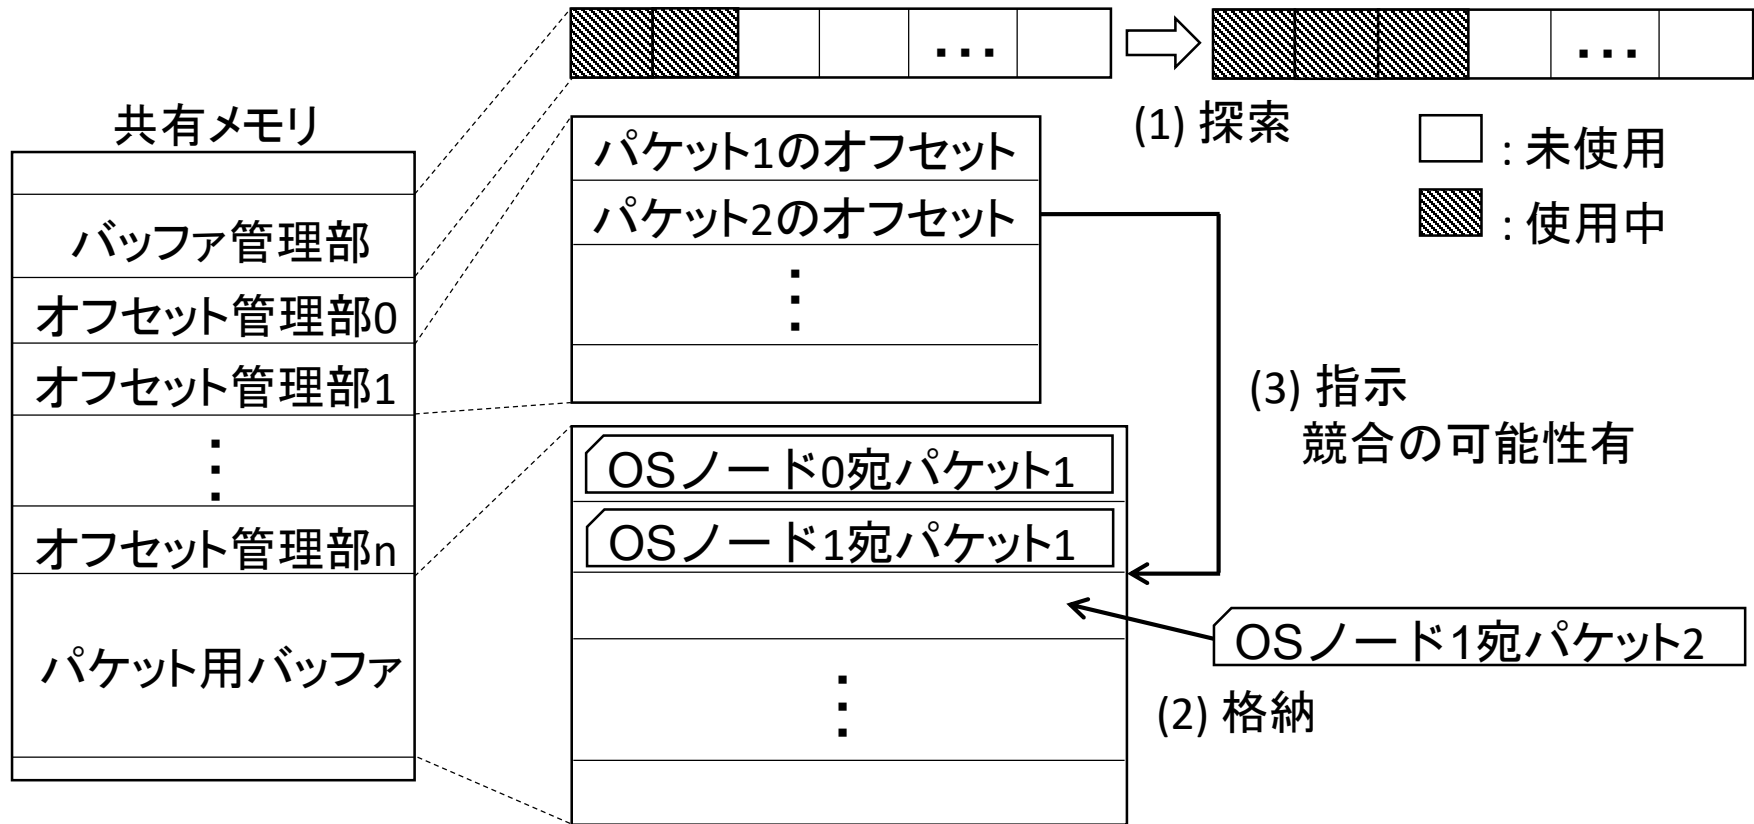 共有メモリ
バッファ管理部
オフセット管理部0
オフセット管理部1
⋮
オフセット管理部n
パケット用バッファ
...
...
(1) 探索
: 未使用
: 使用中
パケット1のオフセット
パケット2のオフセット
⋮
(3) 指示
競合の可能性有
OSノード0宛パケット1
OSノード1宛パケット1
⋮
OSノード1宛パケット2
(2) 格納